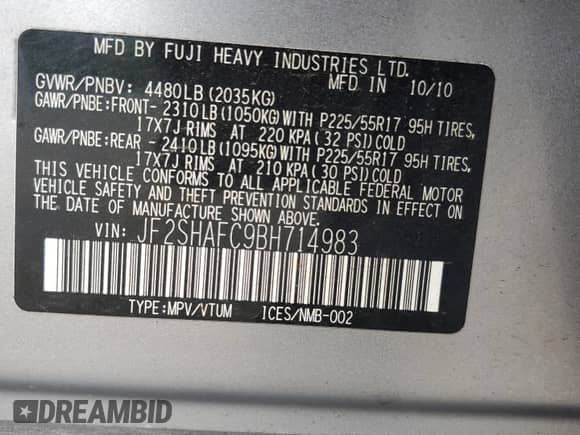 MFD BY FUJI HEAVY INDUSTRIES LTD.
GVWR/PNBV: 4480LB (2035KG) MFD IN 10/10
GAWR/PNBE:FRONT- 2310LB (1050KG)WITH P225/55R17 95H TIRES,
17X7J RIMS AT 220 KPA(32 PSI)COLD
GAWR/PNBE:REAR - 2410LB (1095KG)WITH P225/55R17 95H TIRES,
17X7J RIMS AT 210 KPA(30 PSI)COLD
THIS VEHICLE CONFORMS TO ALL APPLICABLE FEDERAL MOTOR
VEHICLE SAFETY AND THEFT PREVENTION STANDARDS IN EFFECT ON
THE DATE OF MANUFACTURE SHOWN ABOVE.
VIN: JF2SHAFC9BH714983
TYPE:MPV/VTUM ICES/NMB-002
DREAMBID